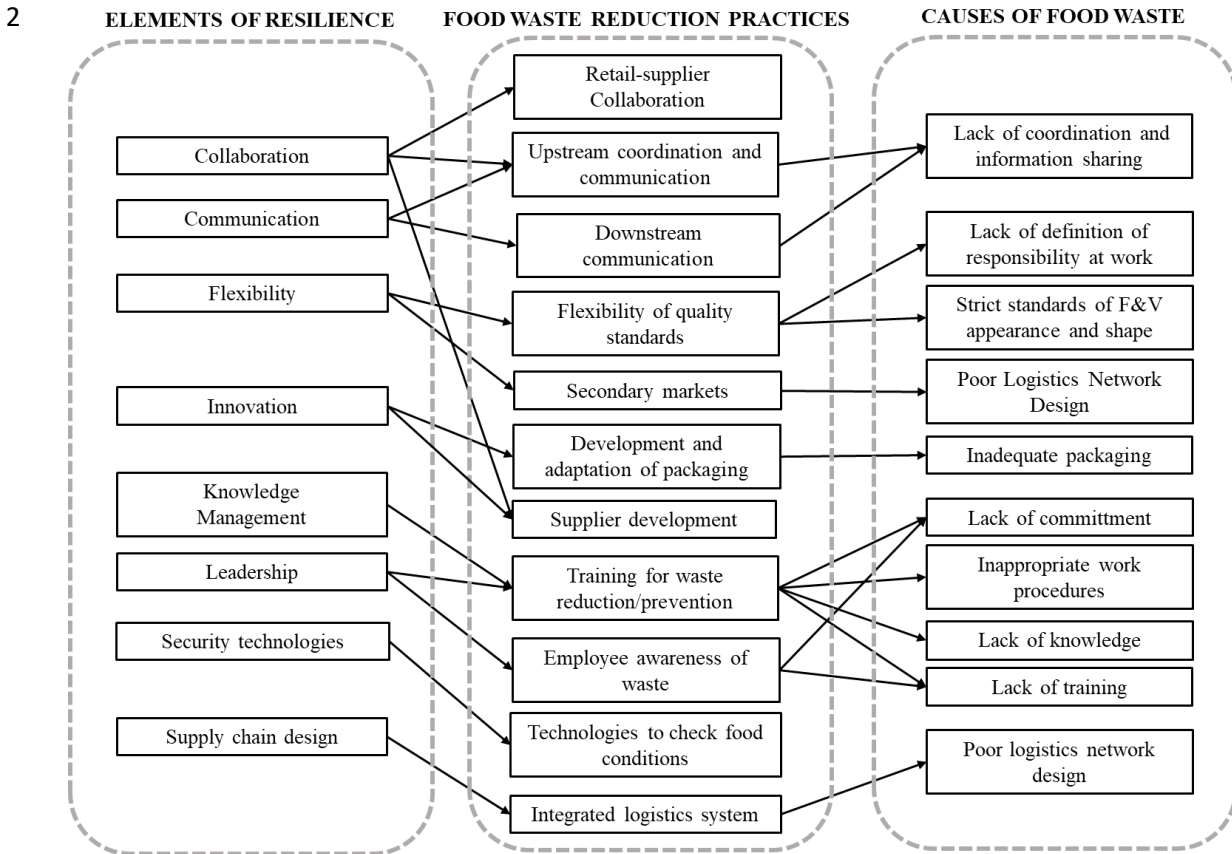 2
ELEMENTS OF RESILIENCE
FOOD WASTE REDUCTION PRACTICES
CAUSES OF FOOD WASTE
Collaboration
Communication
Flexibility
Innovation
Knowledge
Management
Leadership
Security technologies
Supply chain design
Retail-supplier
Collaboration
Upstream coordination and
communication
Downstream
communication
Flexibility of quality
standards
Secondary markets
Development and
adaptation of packaging
Supplier development
Training for waste
reduction/prevention
Employee awareness of
waste
Technologies to check food
conditions
Integrated logistics system
Lack of coordination and
information sharing
Lack of definition of
responsibility at work
Strict standards of F&V
appearance and shape
Poor Logistics Network
Design
Inadequate packaging
Lack of committment
Inappropriate work
procedures
Lack of knowledge
Lack of training
Poor logistics network
design